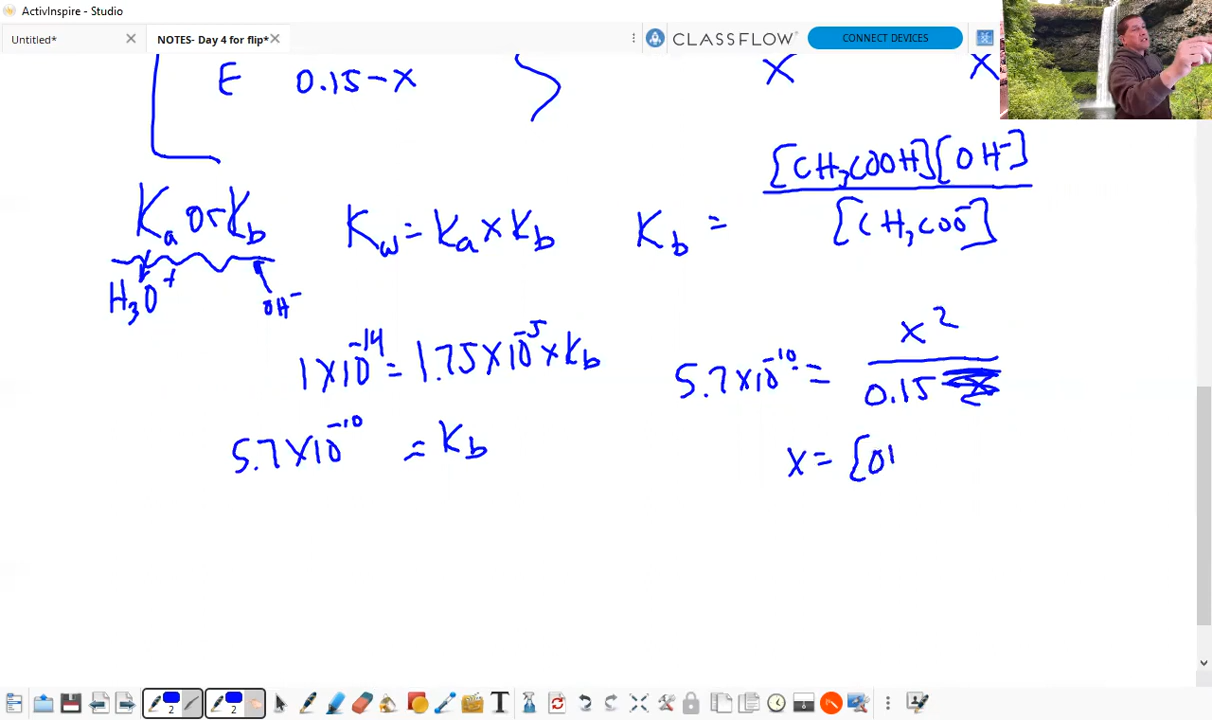 ActivInspire - Studio
Untitled*
NOTES- Day 4 for flip*
CLASSFLOW
CONNECT DEVICES
E 0.15-x
x x
[CH3COOH][OH-]
Ka or Kb Kw = Ka x Kb Kb =
[CH3COO-]
H3O+ OH-
x2
1x10-14 = 1.75x10-5 x Kb 5.7x10-10 =
0.15
5.7x10-10 = Kb x = [OH
2 2
T